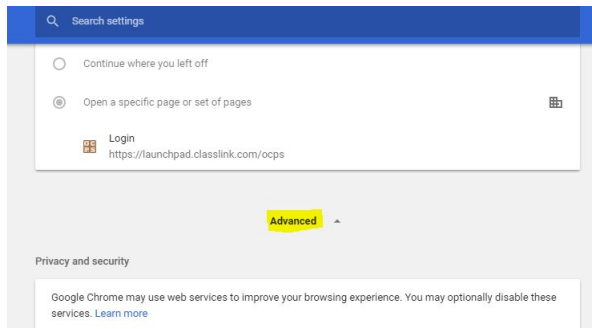 Search settings
Continue where you left off
Open a specific page or set of pages
Login
https://launchpad.classlink.com/ocps
Advanced
Privacy and security
Google Chrome may use web services to improve your browsing experience. You may optionally disable these
services. Learn more